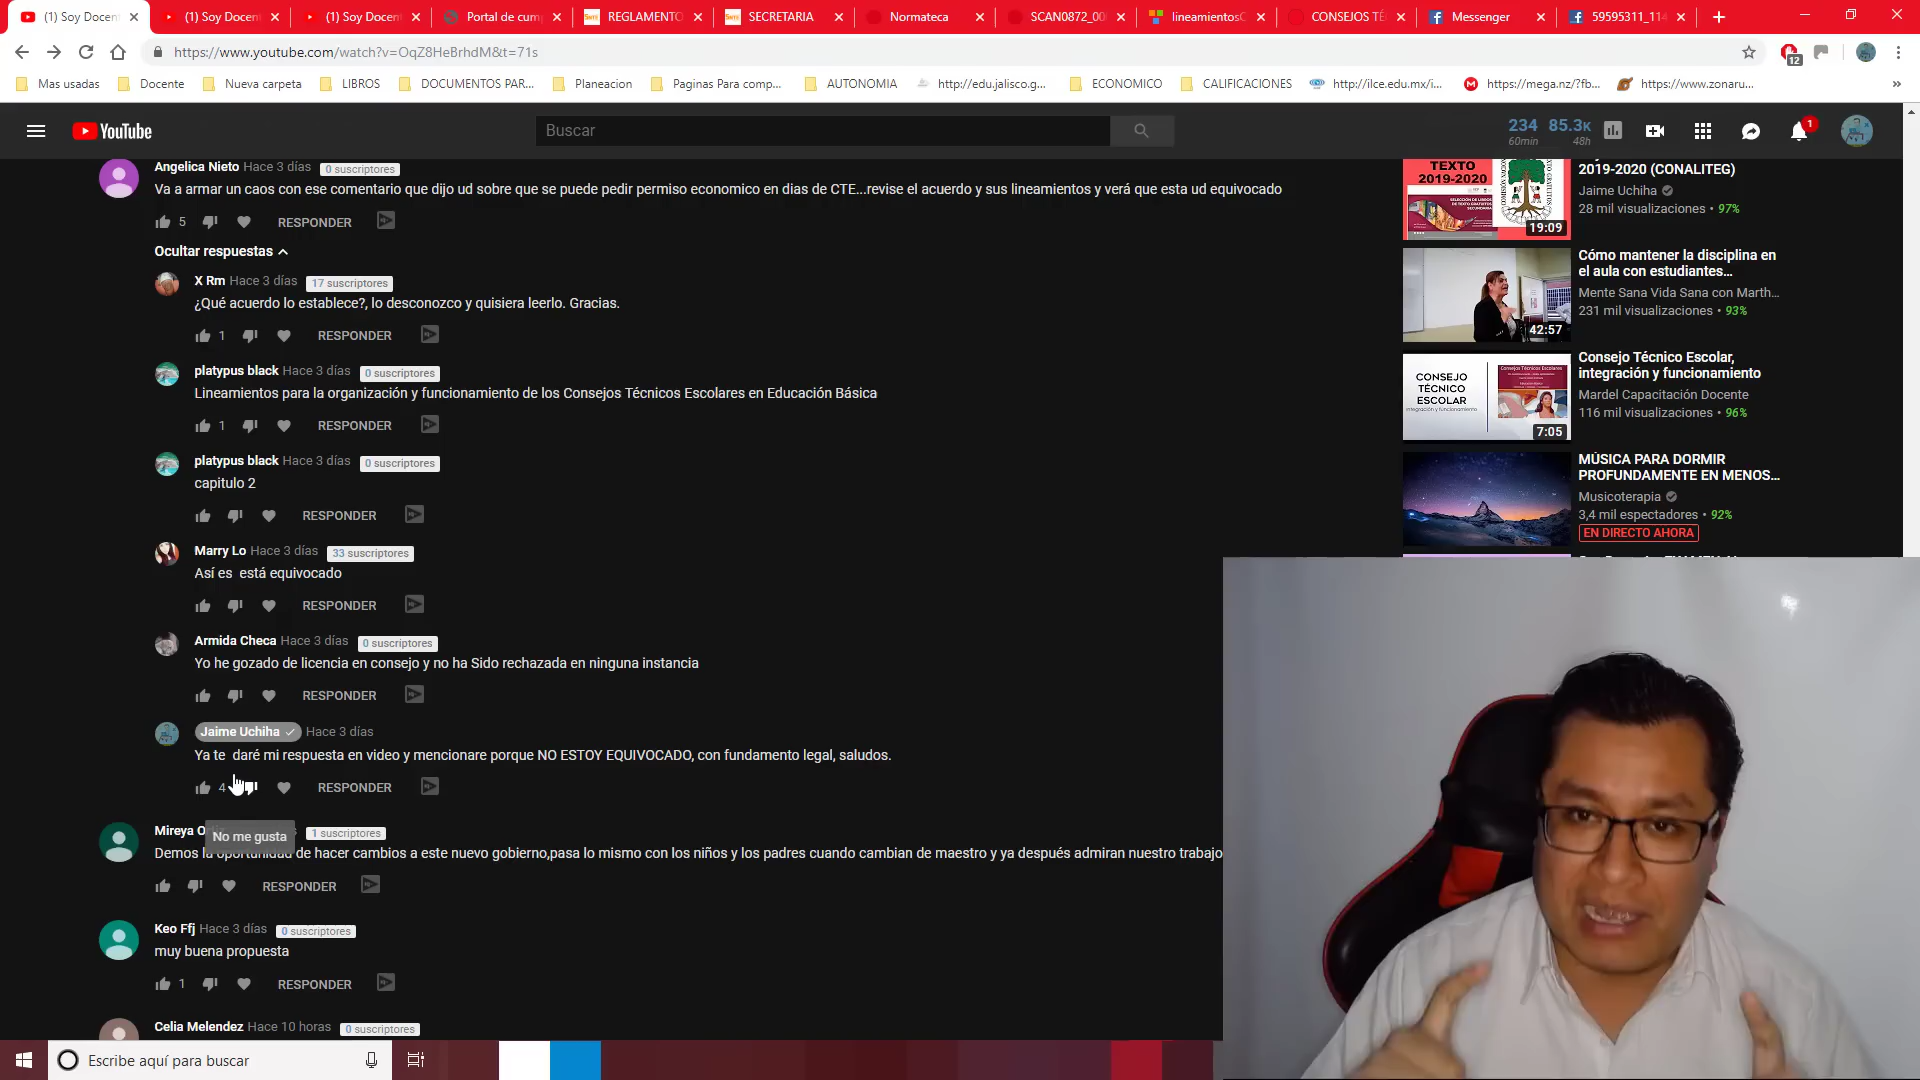 (1) Soy Docen
(1) Soy Docen
(1) Soy Docen
Portal de cum
REGLAMENTO
SECRETARIA
Normateca
SCAN0872_00
lineamientosC
CONSEJOS TÉ
Messenger
59595311_11
https://www.youtube.com/watch?v=OqZ8HeBrhdM&t=71s
12
Mas usadas
Docente
Nueva carpeta
LIBROS
DOCUMENTOS PAR...
Planeacion
Paginas Para comp...
AUTONOMIA
http://edu.jalisco.g...
ECONOMICO
CALIFICACIONES
http://ilce.edu.mx/i...
https://mega.nz/?fb...
https://www.zonaru...
YouTube
Buscar
234 85.3K
60min 48h
1
Angelica Nieto Hace 3 días 0 suscriptores
Va a armar un caos con ese comentario que dijo ud sobre que se puede pedir permiso economico en dias de CTE...revise el acuerdo y sus lineamientos y verá que esta ud equivocado
5 RESPONDER
Ocultar respuestas
X Rm Hace 3 días 17 suscriptores
¿Qué acuerdo lo establece?, lo desconozco y quisiera leerlo. Gracias.
1 RESPONDER
platypus black Hace 3 días 0 suscriptores
Lineamientos para la organización y funcionamiento de los Consejos Técnicos Escolares en Educación Básica
1 RESPONDER
platypus black Hace 3 días 0 suscriptores
capitulo 2
RESPONDER
Marry Lo Hace 3 días 33 suscriptores
Así es está equivocado
RESPONDER
Armida Checa Hace 3 días 0 suscriptores
Yo he gozado de licencia en consejo y no ha Sido rechazada en ninguna instancia
RESPONDER
Jaime Uchiha Hace 3 días
Ya te daré mi respuesta en video y mencionare porque NO ESTOY EQUIVOCADO, con fundamento legal, saludos.
4 RESPONDER
No me gusta
Mireya 1 suscriptores
Demos la oportunidad de hacer cambios a este nuevo gobierno,pasa lo mismo con los niños y los padres cuando cambian de maestro y ya después admiran nuestro trabajo
RESPONDER
Keo Ffj Hace 3 días 0 suscriptores
muy buena propuesta
1 RESPONDER
Celia Melendez Hace 10 horas 0 suscriptores
TEXTO
2019-2020
19:09
2019-2020 (CONALITEG)
Jaime Uchiha
28 mil visualizaciones • 97%
42:57
Cómo mantener la disciplina en
el aula con estudiantes...
Mente Sana Vida Sana con Marth...
231 mil visualizaciones • 93%
CONSEJO
TÉCNICO
ESCOLAR
7:05
Consejo Técnico Escolar,
integración y funcionamiento
Mardel Capacitación Docente
116 mil visualizaciones • 96%
MÚSICA PARA DORMIR
PROFUNDAMENTE EN MENOS...
Musicoterapia
3,4 mil espectadores • 92%
EN DIRECTO AHORA
Escribe aquí para buscar